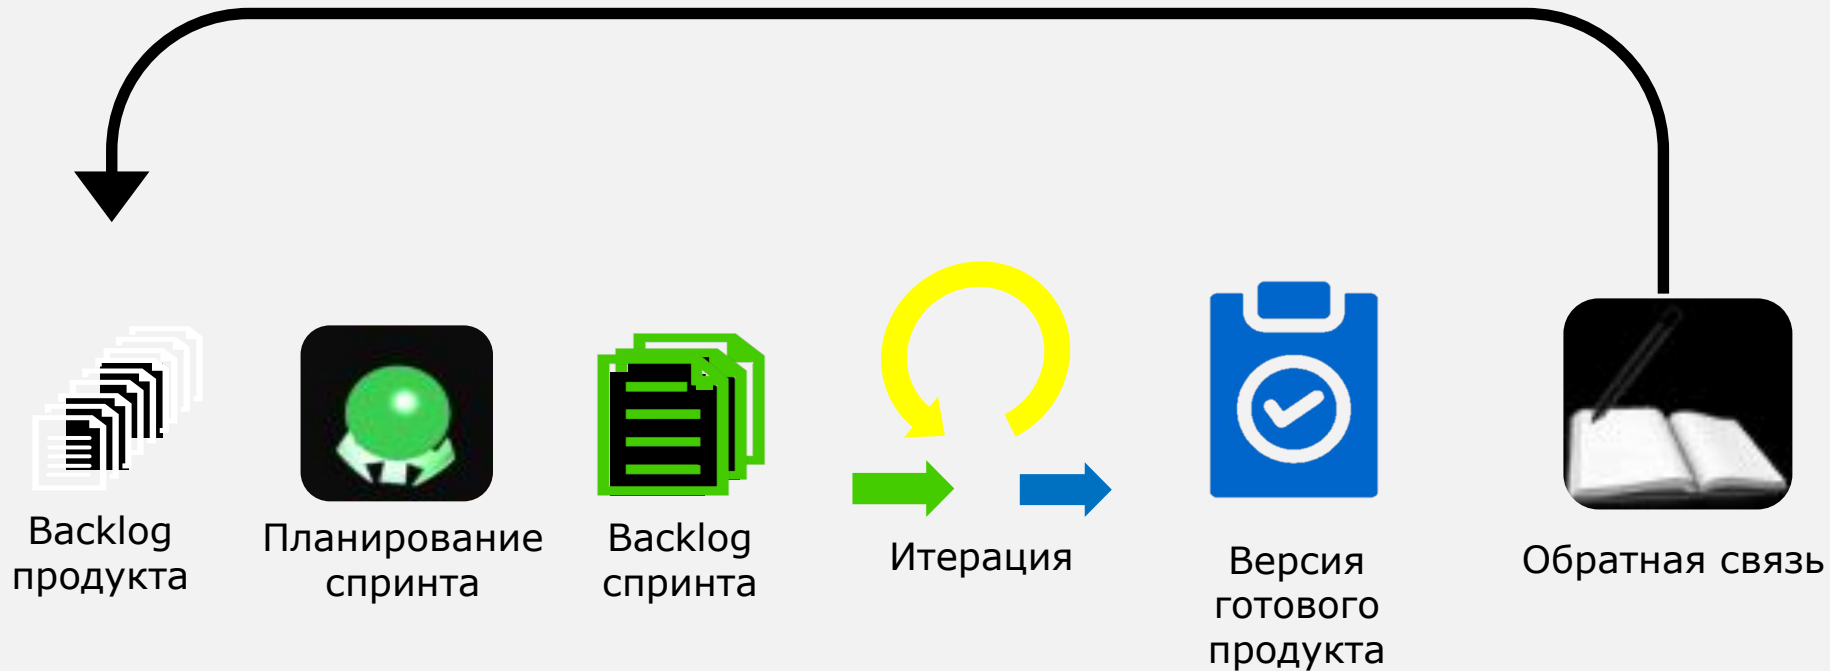 Backlog
продукта
Планирование
спринта
Backlog
спринта
Итерация
Версия
готового
продукта
Обратная связь